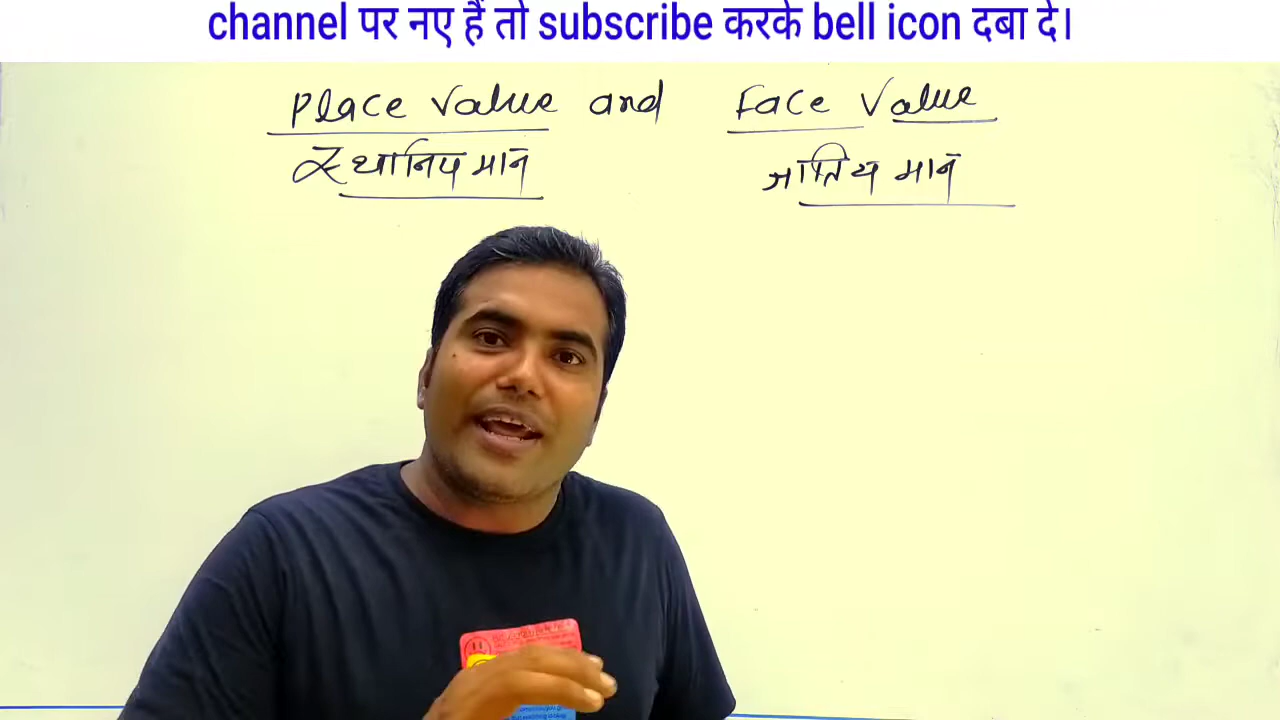 channel पर नए हैं तो subscribe करके bell icon दबा दे।
Place Value and Face Value
स्थानिय मान जातिय मान